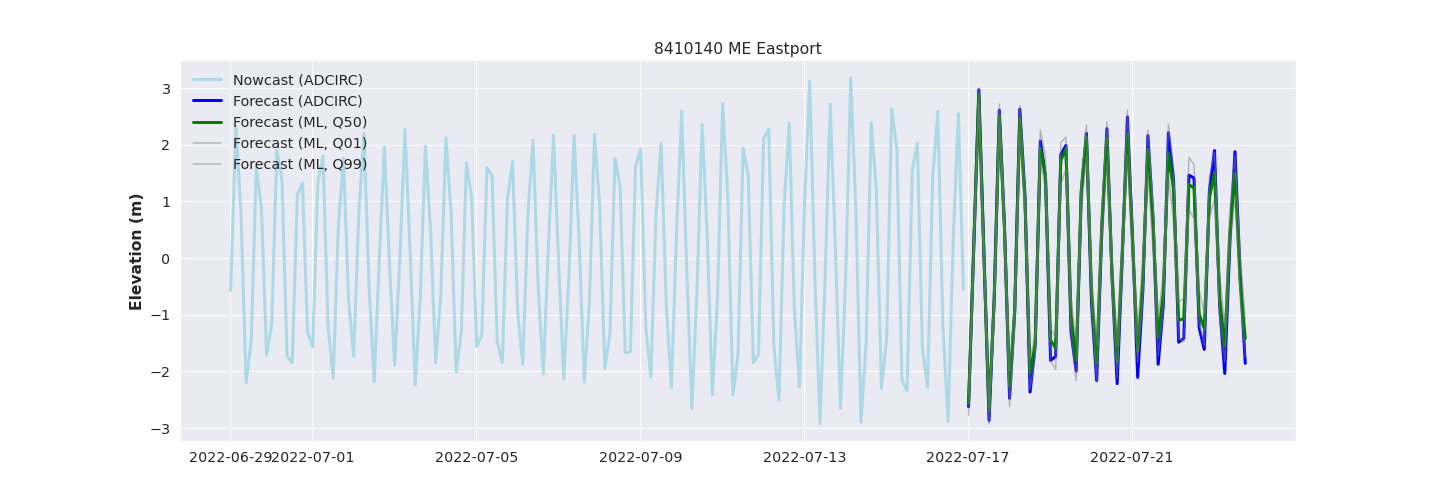 8410140 ME Eastport
Nowcast (ADCIRC)
Forecast (ADCIRC)
Forecast (ML, Q50)
Forecast (ML, Q01)
Forecast (ML, Q99)
Elevation (m)
3
2
1
0
−1
−2
−3
2022-06-29 2022-07-01 2022-07-05 2022-07-09 2022-07-13 2022-07-17 2022-07-21